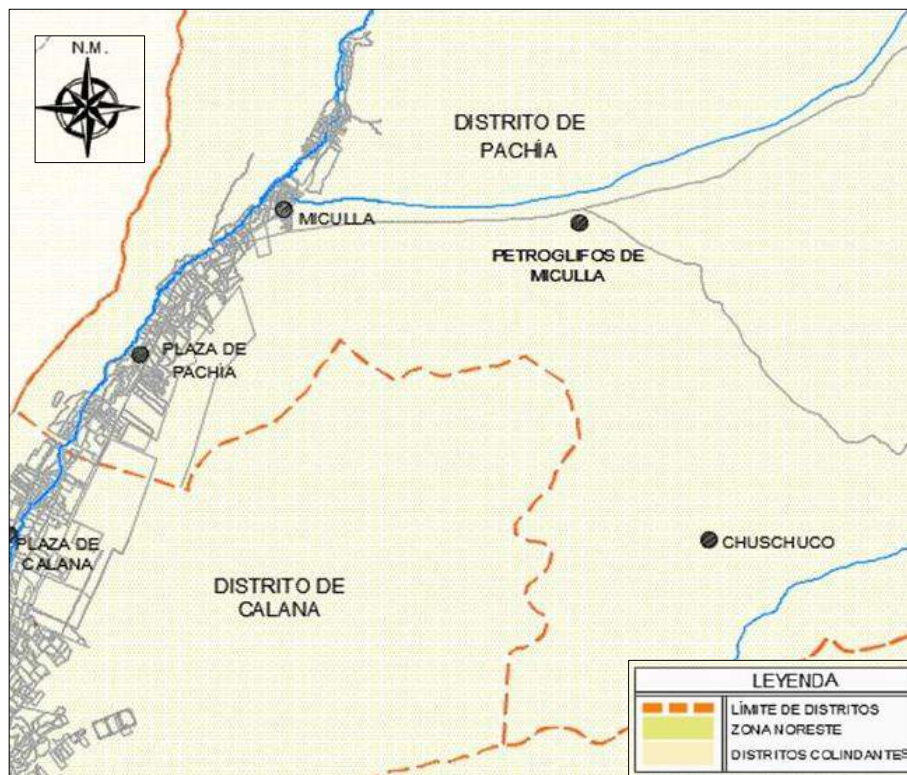 N.M.
DISTRITO DE
PACHÍA
MICULLA
PETROGLIFOS DE
MICULLA
PLAZA DE
PACHÍA
PLAZA DE
CALANA
CHUSCHUCO
DISTRITO DE
CALANA
LEYENDA
LÍMITE DE DISTRITOS
ZONA NORESTE
DISTRITOS COLINDANTES